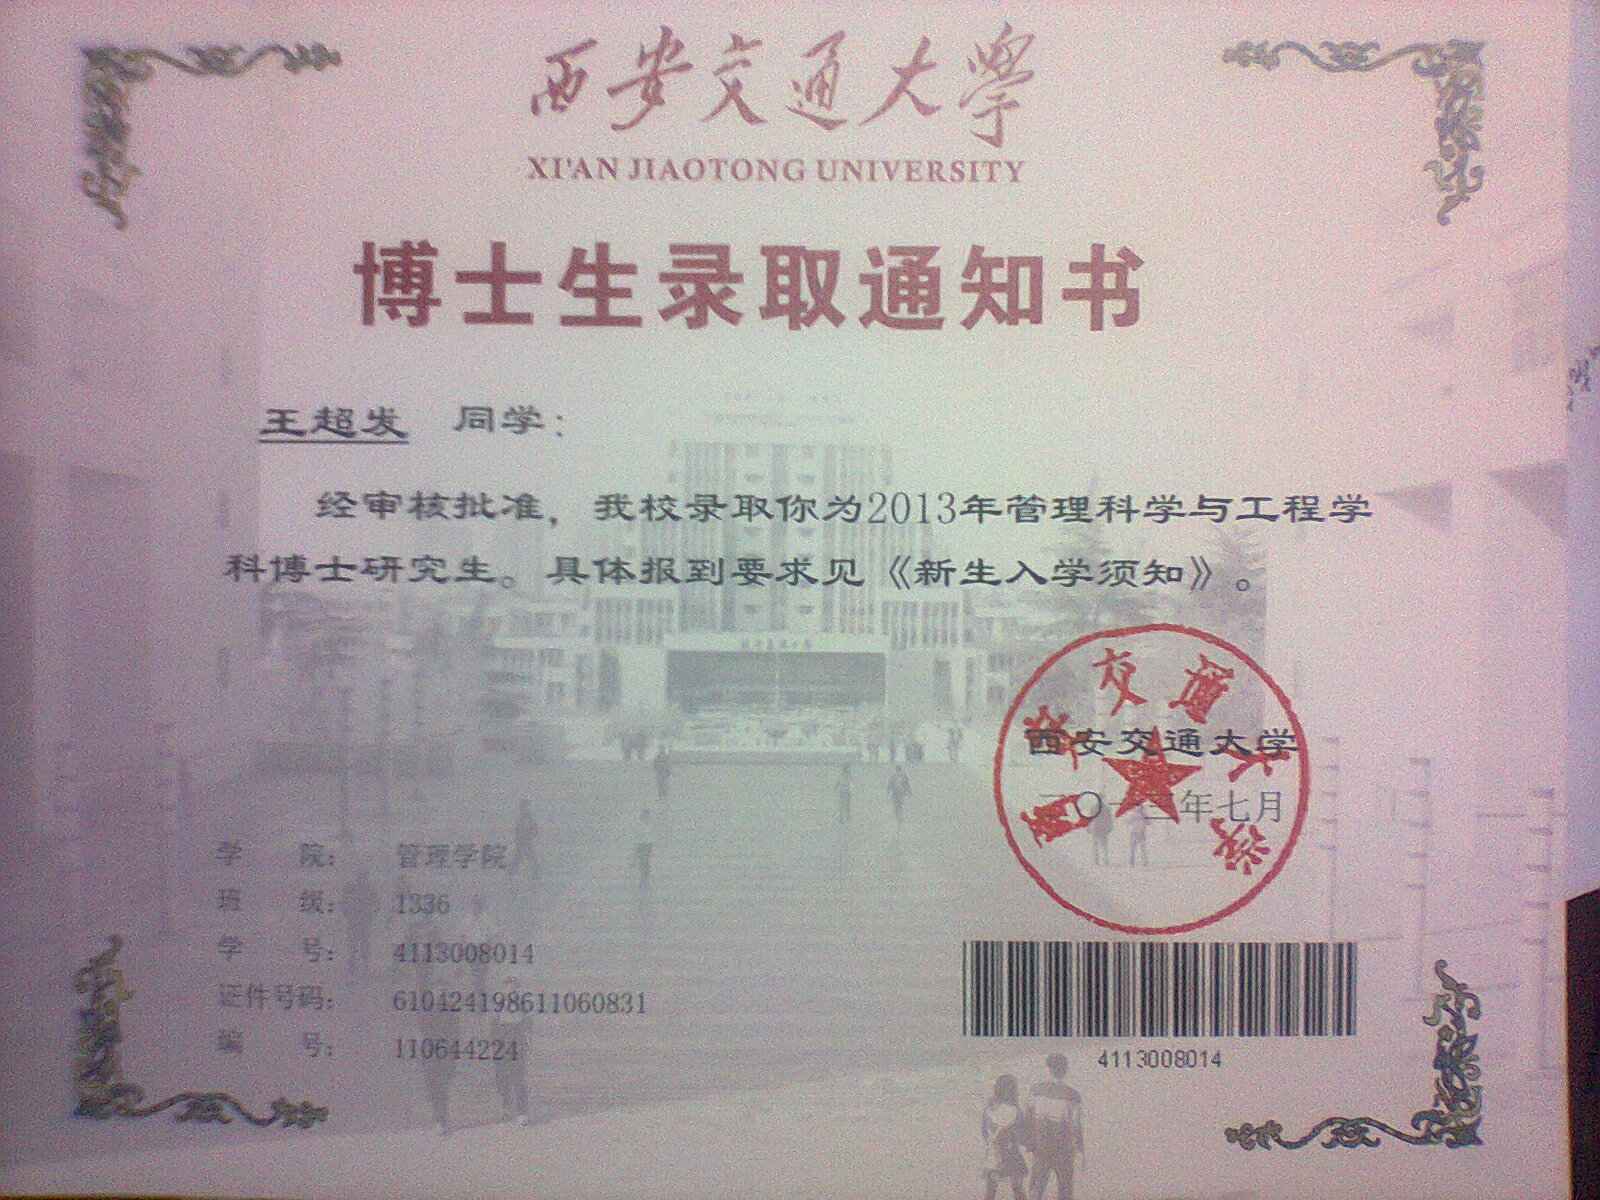 西安交通大學
XI'AN JIAOTONG UNIVERSITY
博士生录取通知书
王超发 同学：
经审核批准，我校录取你为2013年管理科学与工程学
科博士研究生。具体报到要求见《新生入学须知》。
西安交通大学
二〇一三年七月
学 院： 管理学院
班 级： 1336
学 号： 4113008014
证件号码： 610424198611060831
编 号： 110644224
4113008014